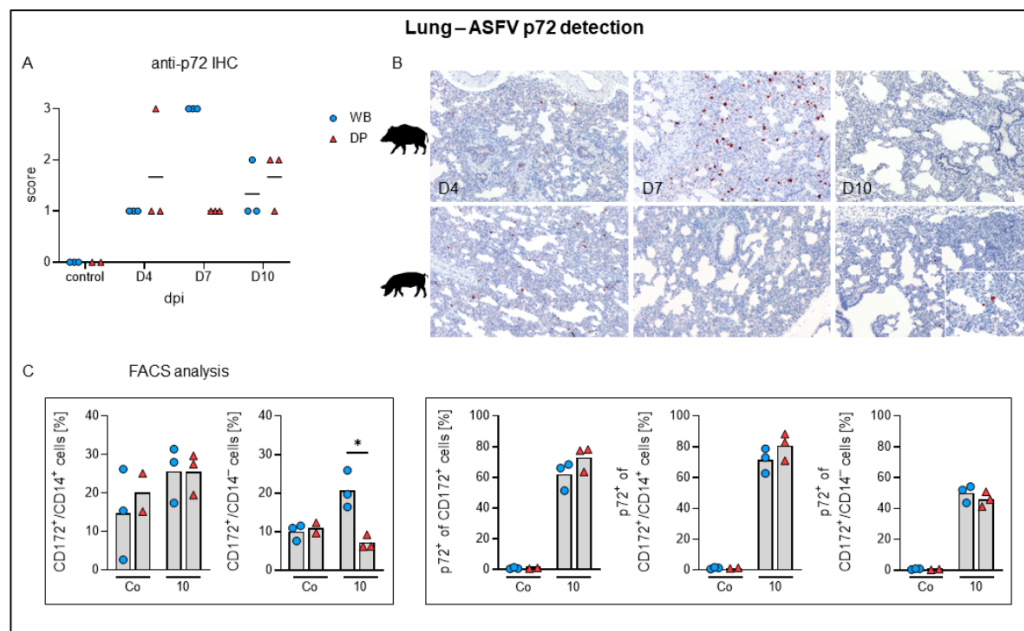 Lung – ASFV p72 detection
A
anti-p72 IHC
score
3
2
1
0
control
D4
D7
D10
dpi
WB
DP
B
D4
D7
D10
C
FACS analysis
CD172⁺/CD14⁺ cells [%]
40
30
20
10
0
Co
10
CD172⁺/CD14⁻ cells [%]
40
30
20
10
0
*
Co
10
p72⁺ of CD172⁺ cells [%]
100
80
60
40
20
0
Co
10
p72⁺ of
CD172⁺/CD14⁺ cells [%]
100
80
60
40
20
0
Co
10
p72⁺ of
CD172⁺/CD14⁻ cells [%]
100
80
60
40
20
0
Co
10